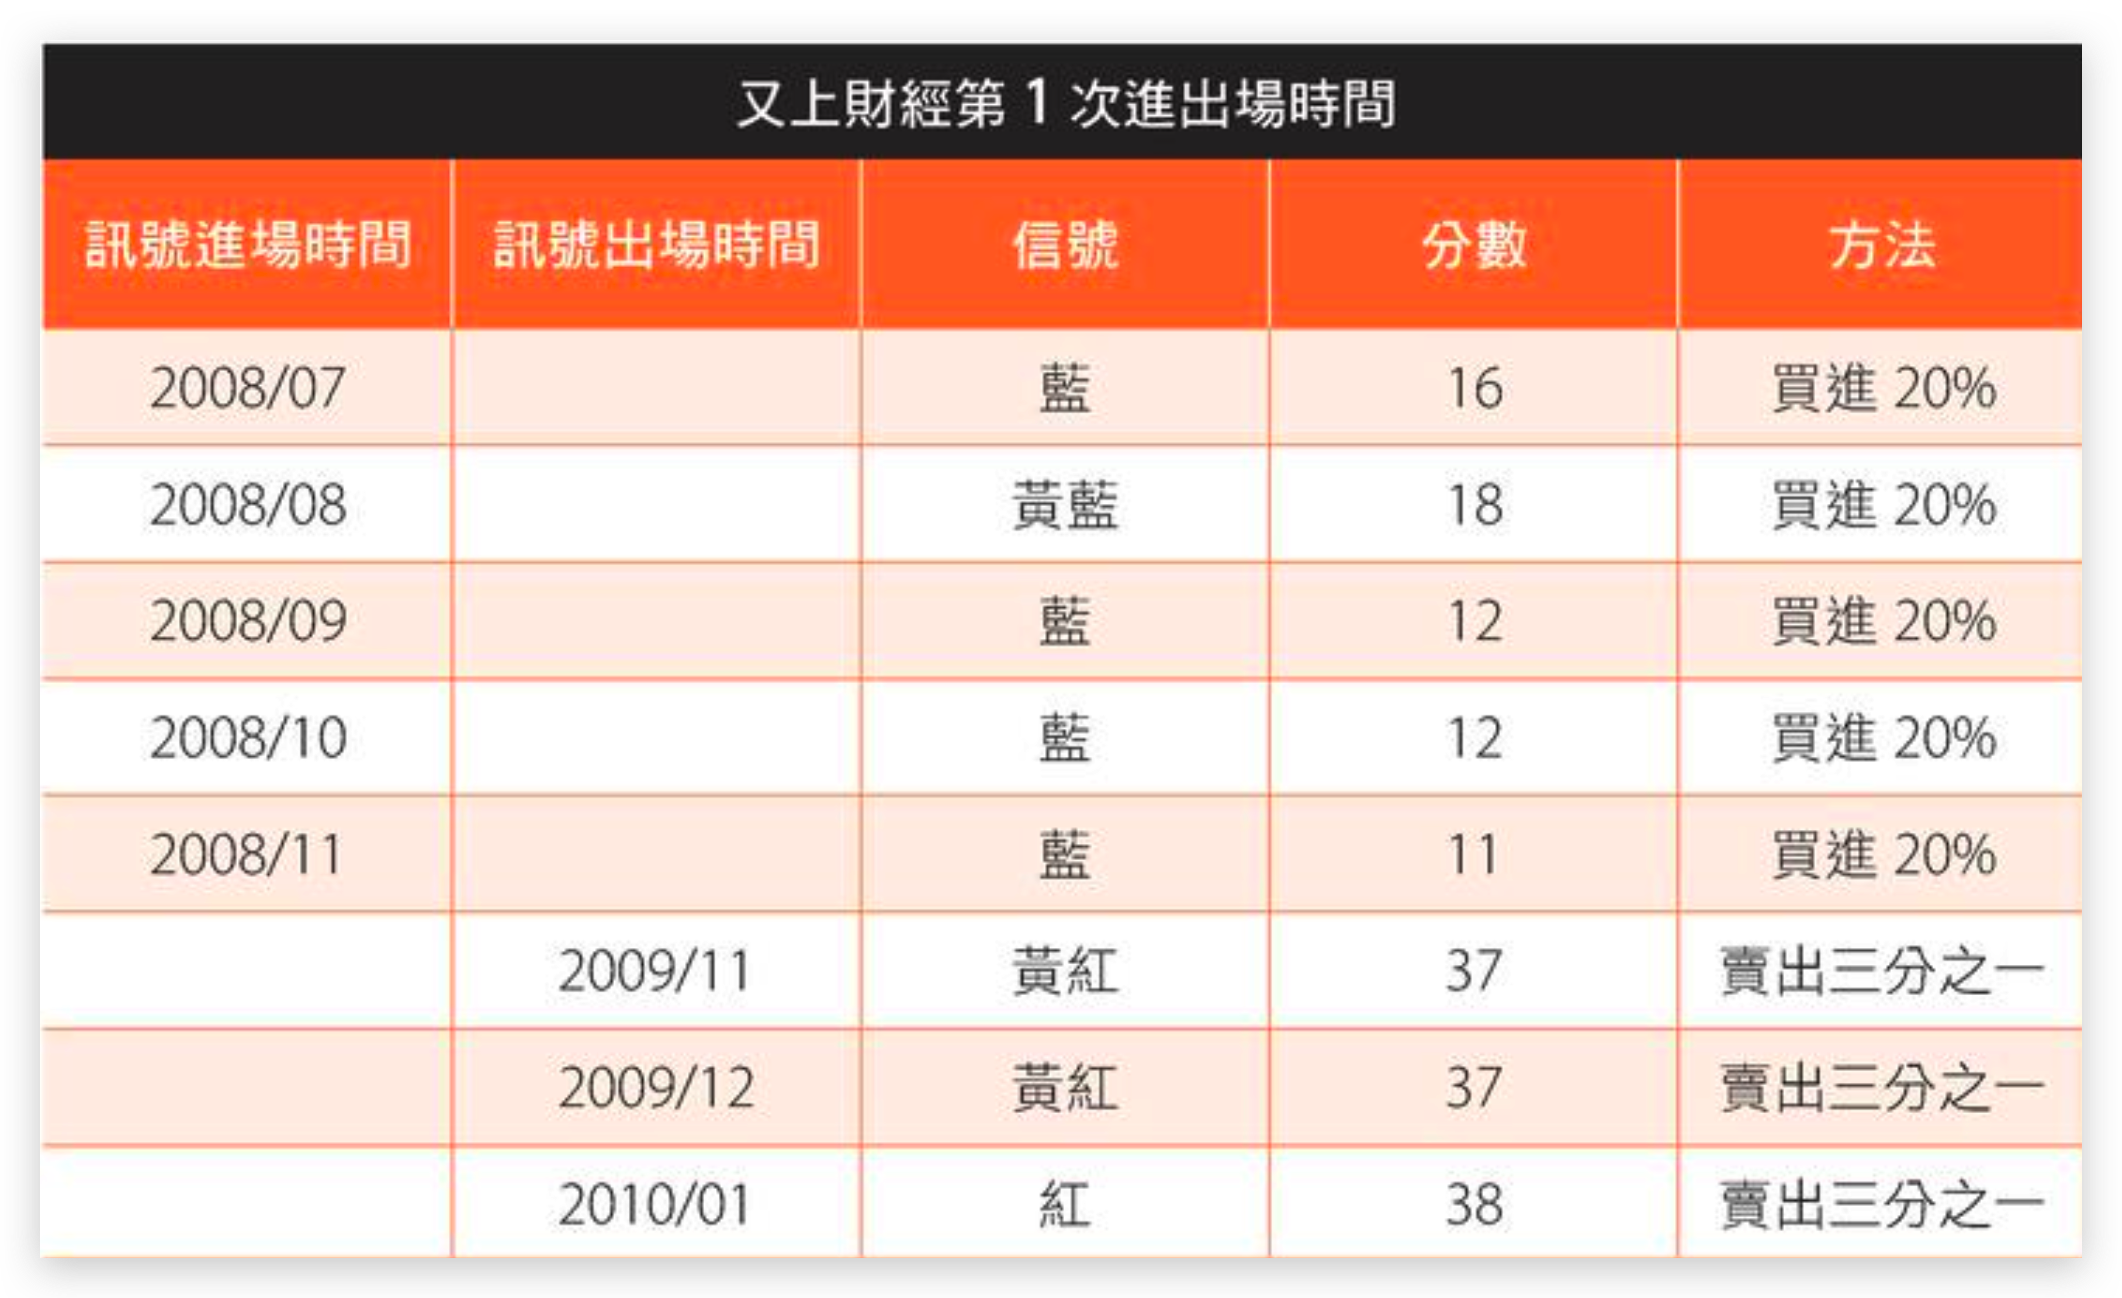 又上財經第 1 次進出場時間
訊號進場時間 訊號出場時間 信號 分數 方法
2008/07 藍 16 買進 20%
2008/08 黃藍 18 買進 20%
2008/09 藍 12 買進 20%
2008/10 藍 12 買進 20%
2008/11 藍 11 買進 20%
2009/11 黃紅 37 賣出三分之一
2009/12 黃紅 37 賣出三分之一
2010/01 紅 38 賣出三分之一